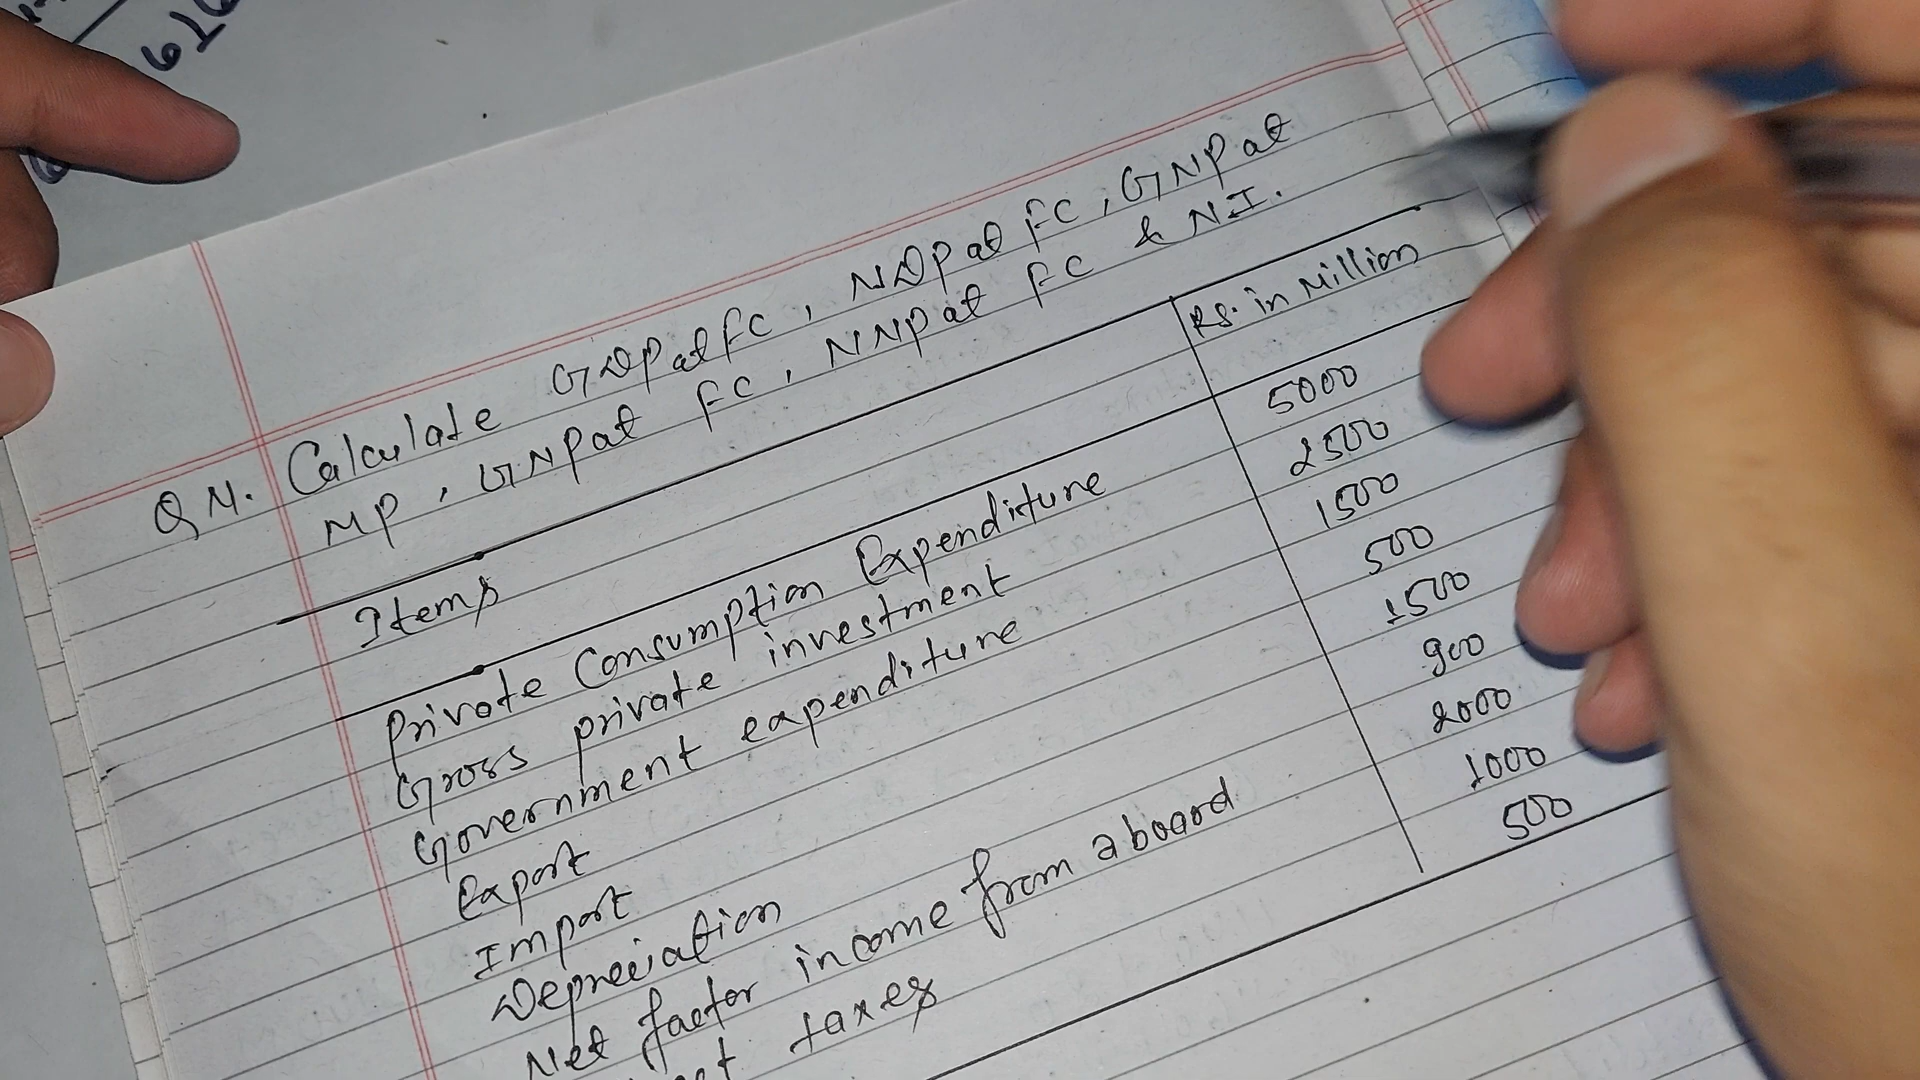 626
Q N. Calculate GDP at FC, NDP at FC, GNP at
MP, GNP at FC, NNP at FC & NI.
Items Rs. in Million
Private Consumption Expenditure 5000
Gross private investment 2500
Government expenditure 1500
Export 500
Import 1500
Depreciation 900
Net factor income from aboard 2000
taxes 1000
500